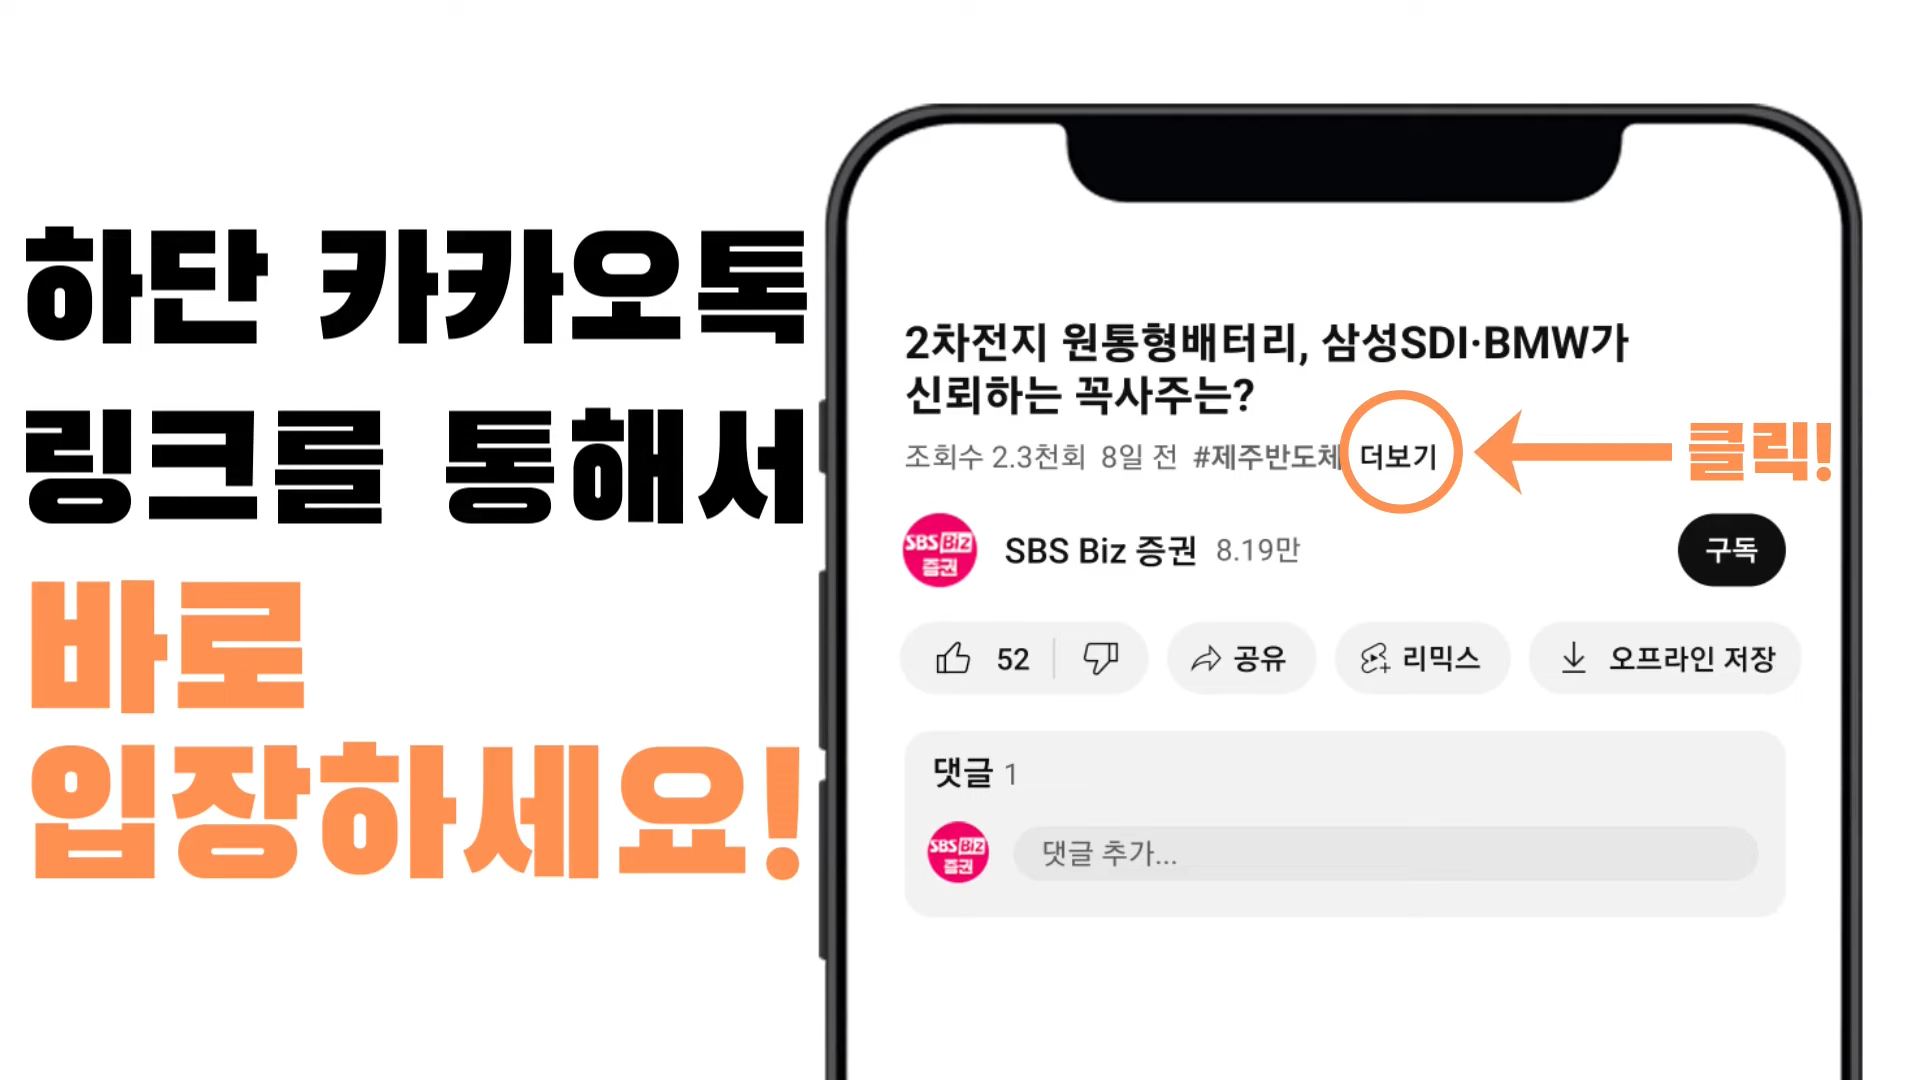 하단 카카오톡
링크를 통해서
바로
입장하세요!
2차전지 원통형배터리, 삼성SDI·BMW가
신뢰하는 꼭사주는?
조회수 2.3천회 8일 전 #제주반도체 더보기
클릭!
SBS Biz 증권
SBS Biz 증권 8.19만
구독
52
공유
리믹스
오프라인 저장
댓글 1
SBS Biz 증권
댓글 추가...